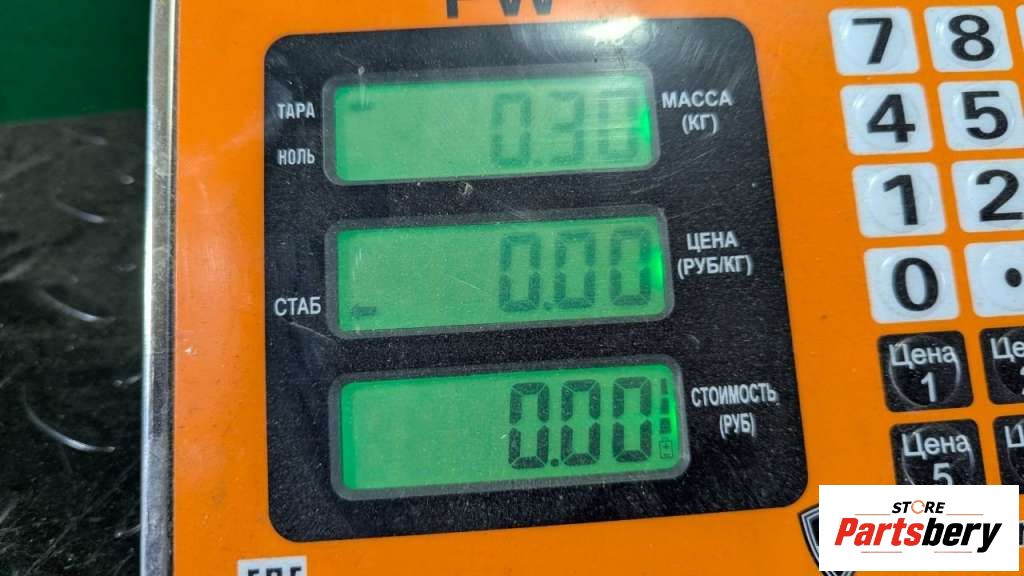 PW
ТАРА
НОЛЬ
0.30
МАССА
(КГ)
СТАБ
0.00
ЦЕНА
(РУБ/КГ)
0.00
СТОИМОСТЬ
(РУБ)
7 8
4 5
1 2
0 .
Цена
1
Цена
5
STORE
Partsbery